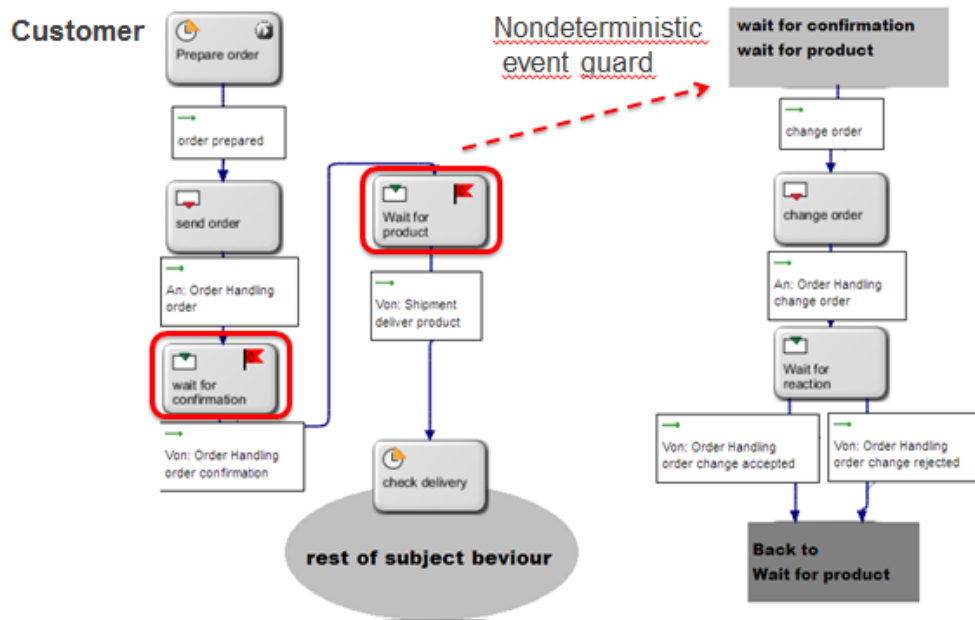 Customer
Prepare order
order prepared
send order
An: Order Handling
order
wait for
confirmation
Von: Order Handling
order confirmation
Wait for
product
Von: Shipment
deliver product
check delivery
rest of subject beviour
Nondeterministic
event guard
wait for confirmation
wait for product
change order
change order
An: Order Handling
change order
Wait for
reaction
Von: Order Handling
order change accepted
Von: Order Handling
order change rejected
Back to
Wait for product